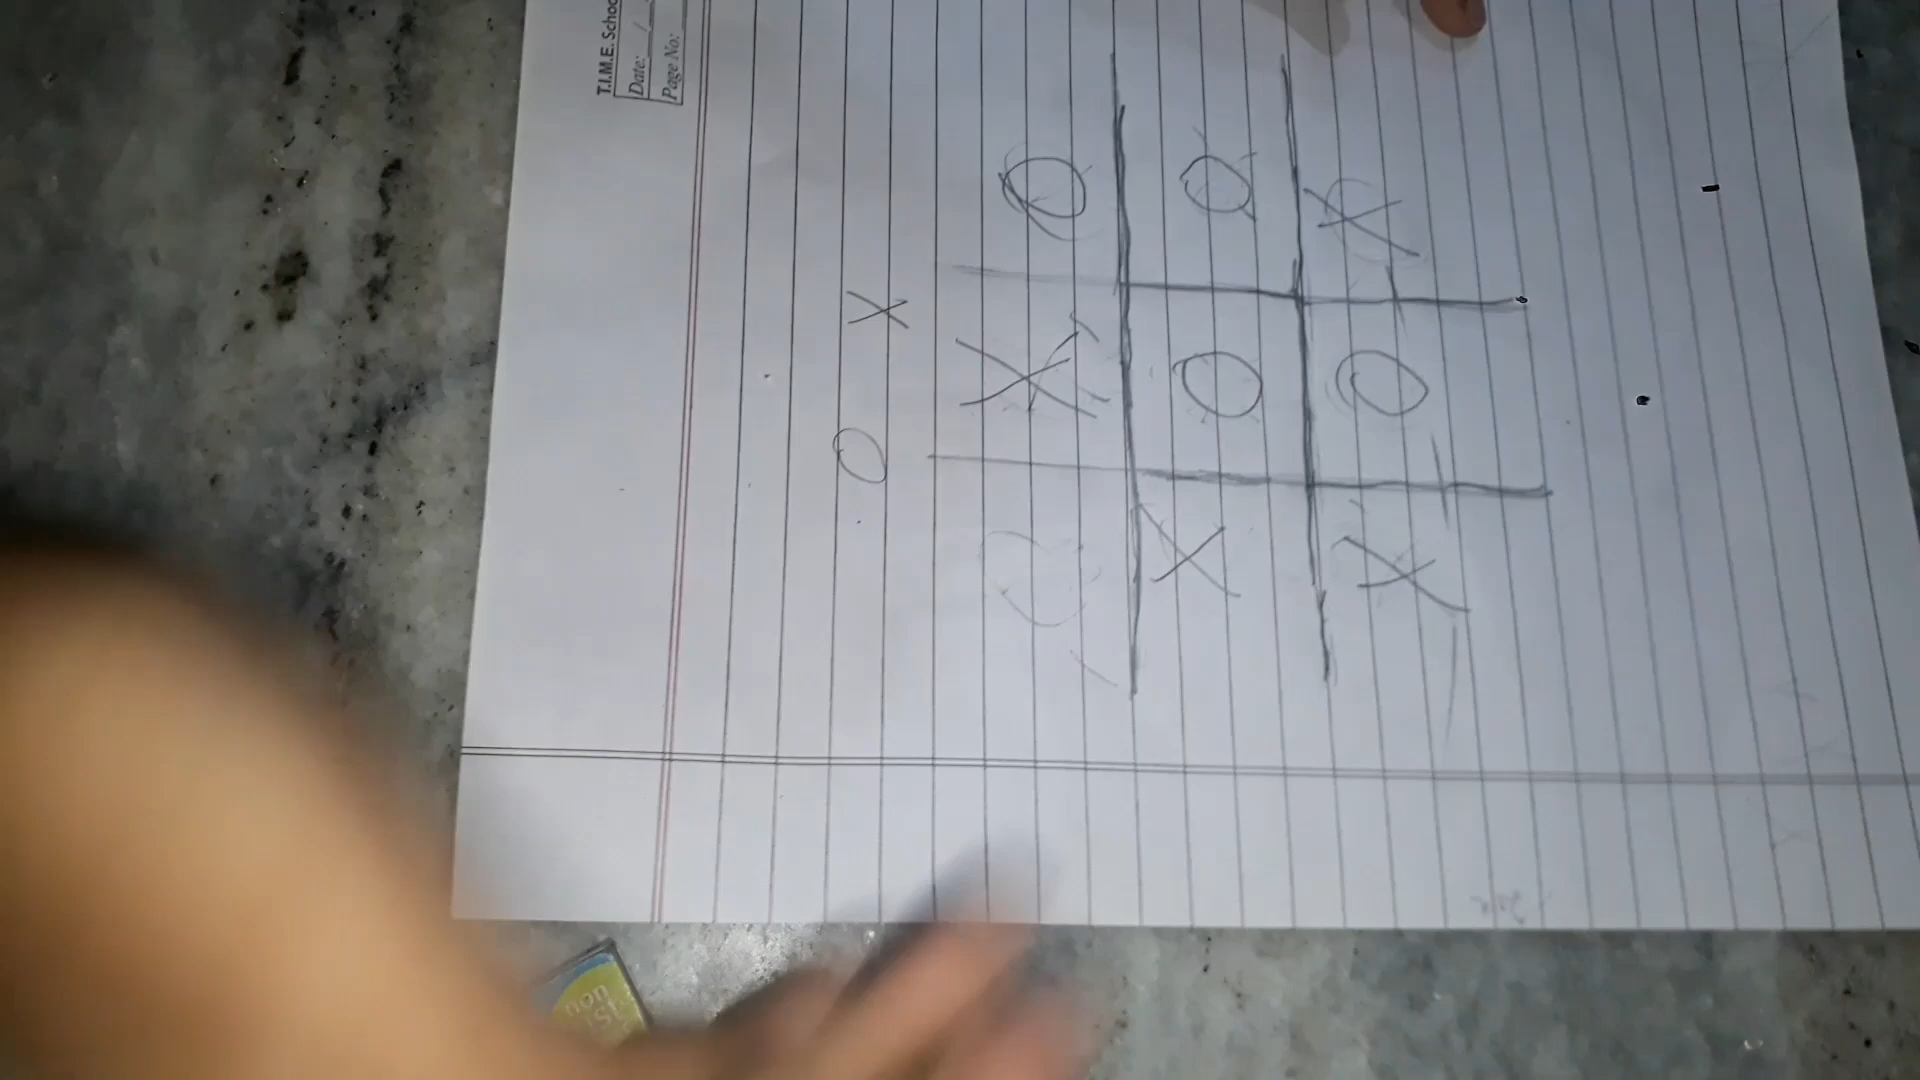 T.I.M.E. Schoo
Date: /
Page No:
O X
X O
X O O
X O X